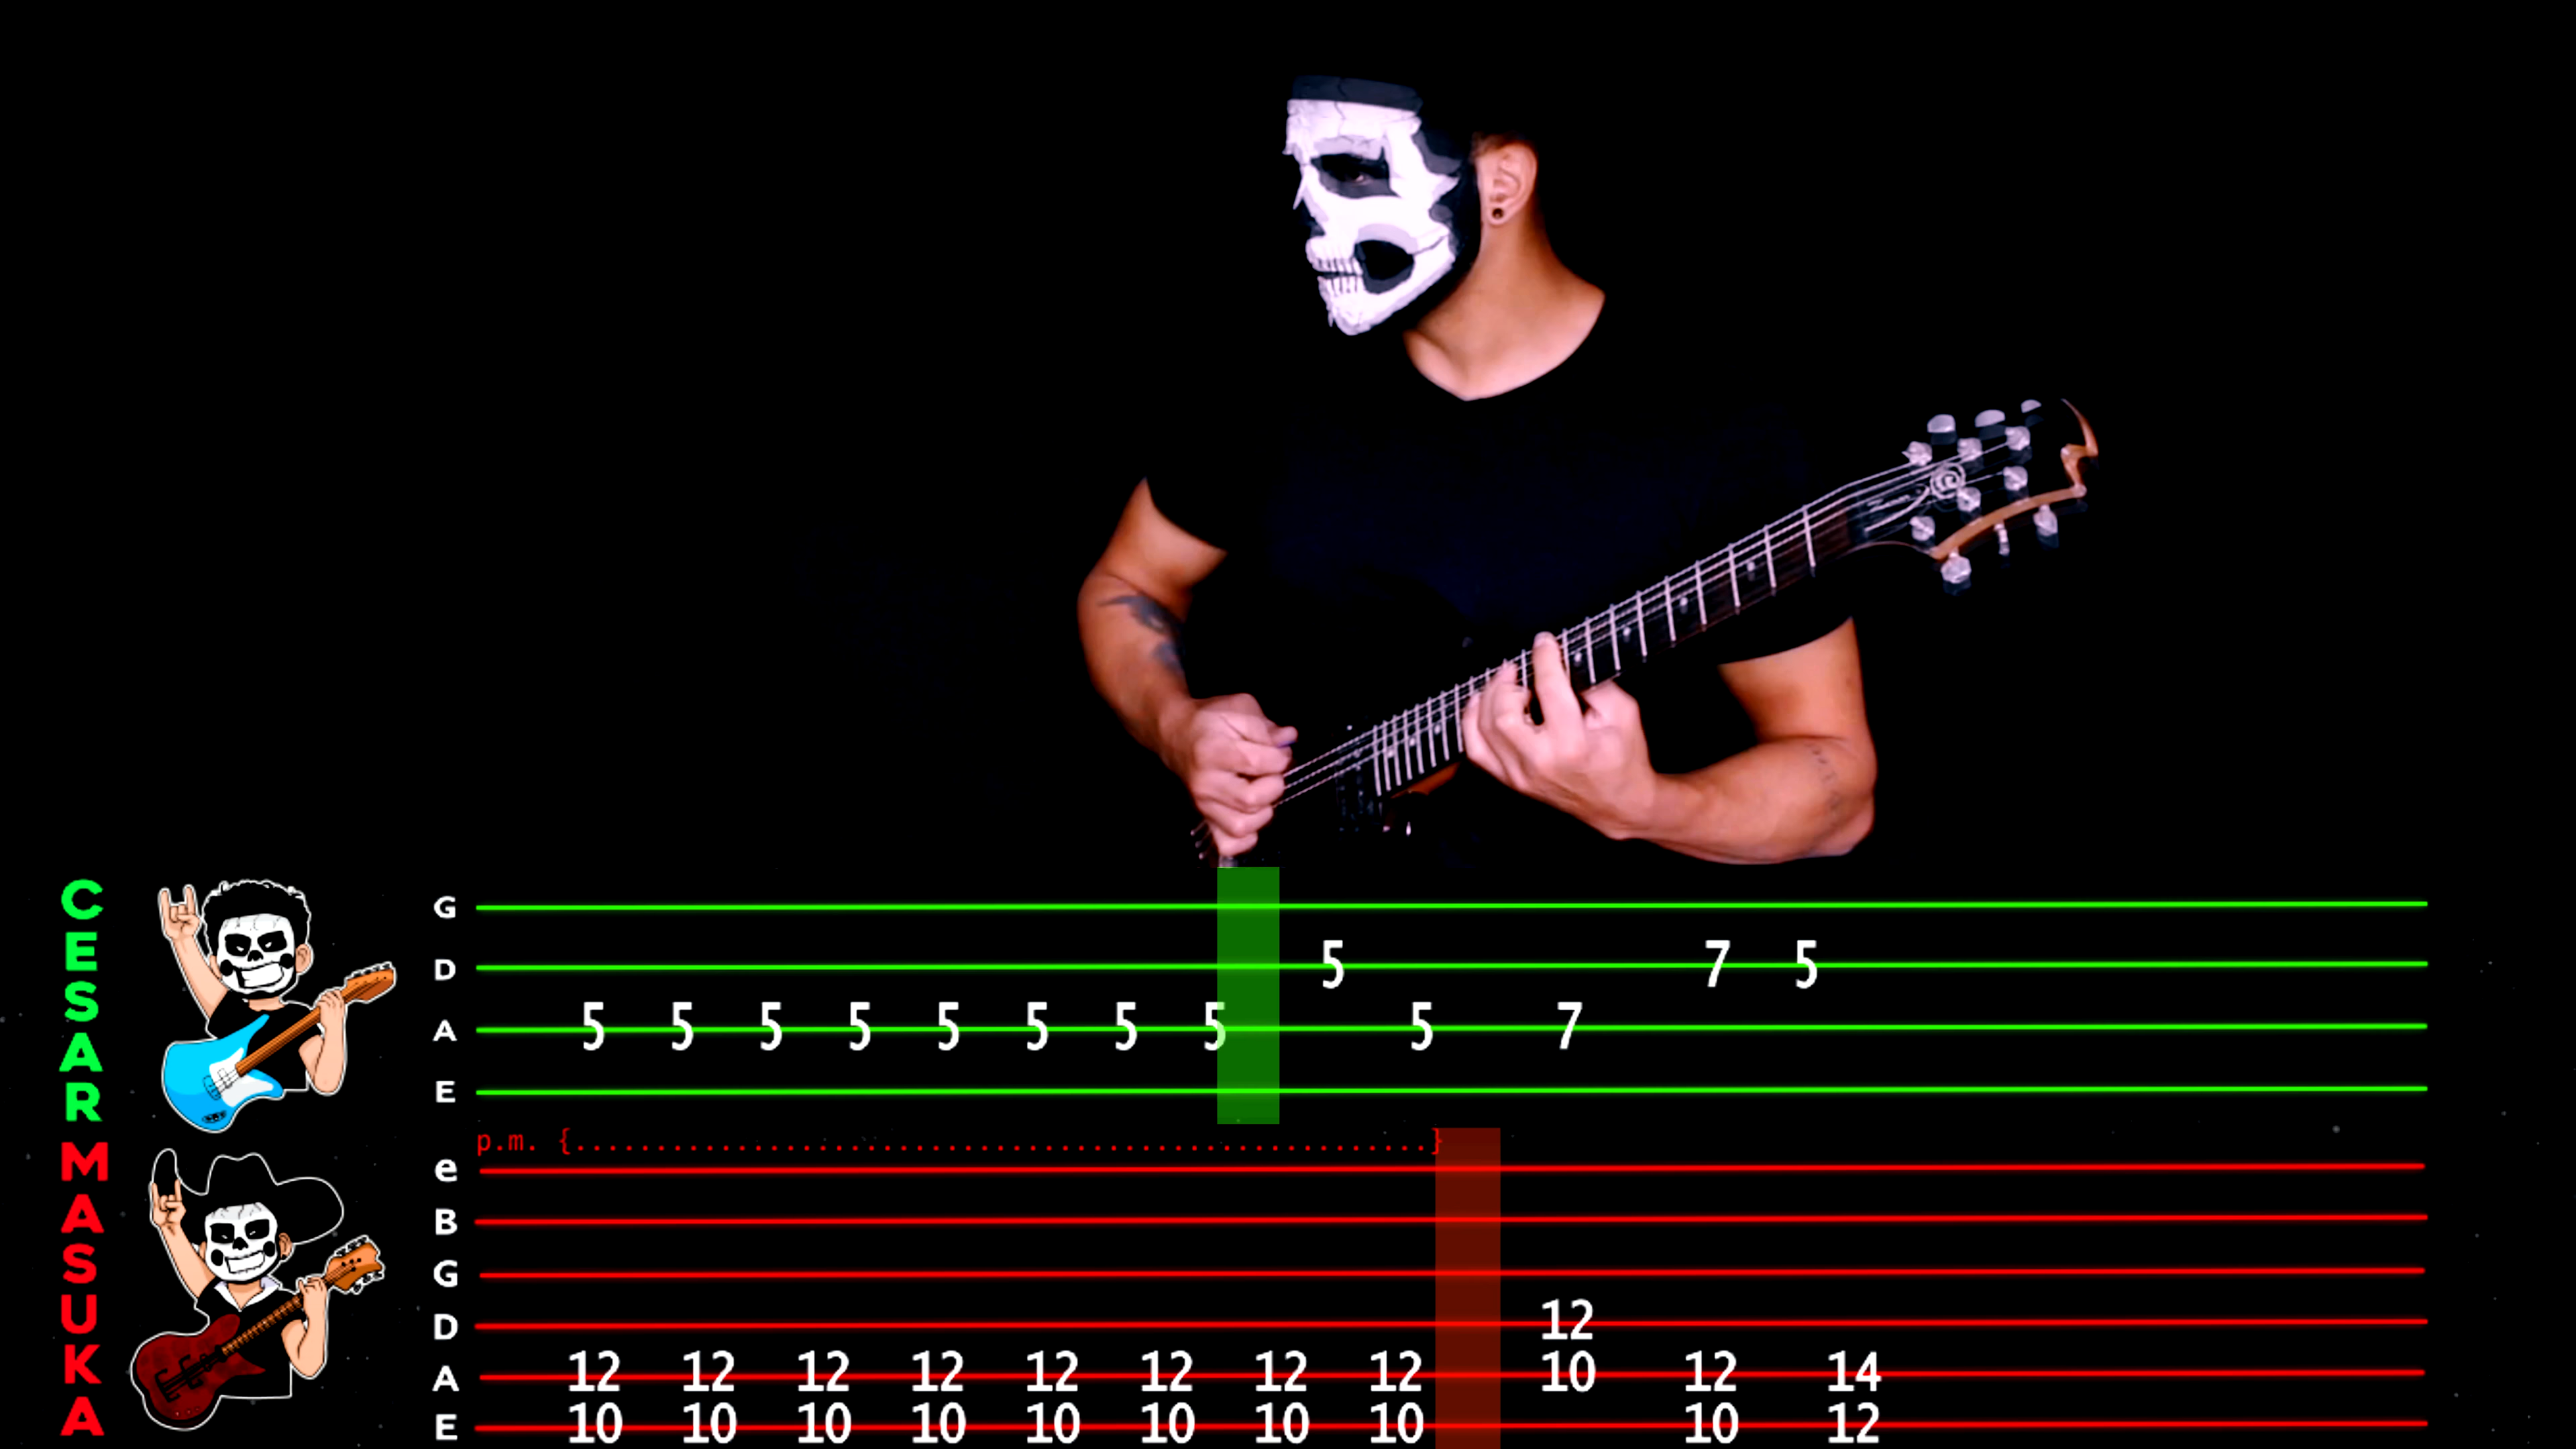 CESAR
G
D 5 7 5
A 5 5 5 5 5 5 5 5 5 7
E
MASUKA
p.m. {......................................................}
e
B
G
D 12
A 12 12 12 12 12 12 12 12 10 12 14
E 10 10 10 10 10 10 10 10 10 12